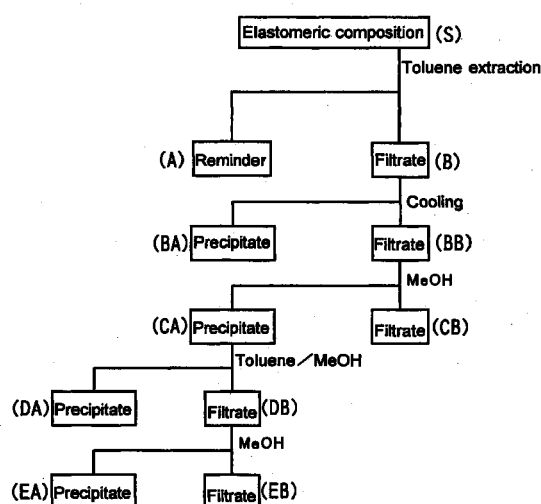 Elastomeric composition (S)
Toluene extraction
(A) Reminder Filtrate (B)
Cooling
(BA) Precipitate Filtrate (BB)
MeOH
(CA) Precipitate Filtrate (CB)
Toluene/MeOH
(DA) Precipitate Filtrate (DB)
MeOH
(EA) Precipitate Filtrate (EB)